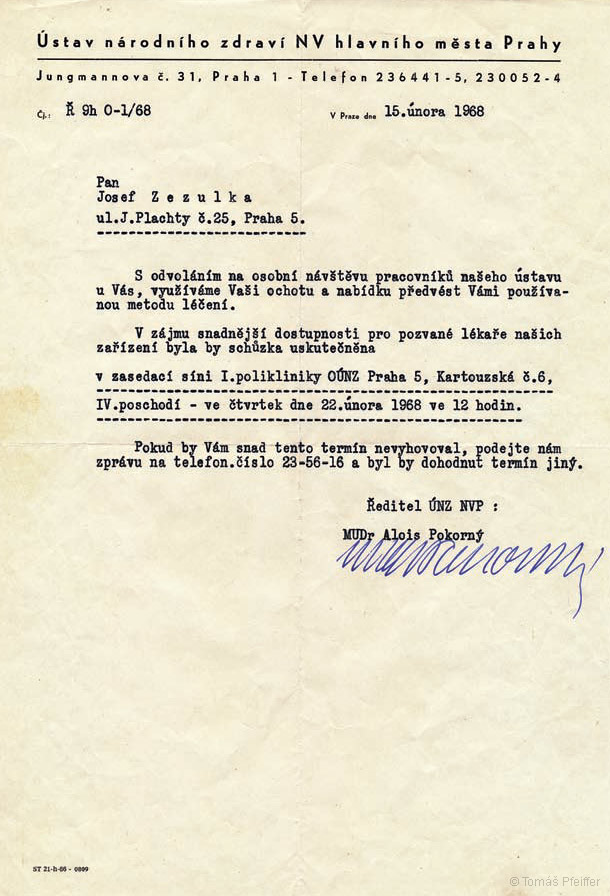 Ústav národního zdraví NV hlavního města Prahy
Jungmannova č. 31, Praha 1 - Telefon 236441-5, 230052-4
Čj.: Ř 9h 0-1/68 V Praze dne 15.února 1968
Pan
Josef Zezulka
ul.J.Plachty č.25, Praha 5.
S odvoláním na osobní návštěvu pracovníků našeho ústavu
u Vás, využíváme Vaši ochotu a nabídku předvést Vámi používa-
nou metodu léčení.
V zájmu snadnější dostupnosti pro pozvané lékaře našich
zařízení byla by schůzka uskutečněna
v zasedací síni I.polikliniky OÚNZ Praha 5, Kartouzská č.6,
IV.poschodí - ve čtvrtek dne 22.února 1968 ve 12 hodin.
Pokud by Vám snad tento termín nevyhovoval, podejte nám
zprávu na telefon.číslo 23-56-16 a byl by dohodnut termín jiný.
Ředitel ÚNZ NVP :
MUDr Alois Pokorný
ST 21-h-66 - 0899
© Tomáš Pfeiffer